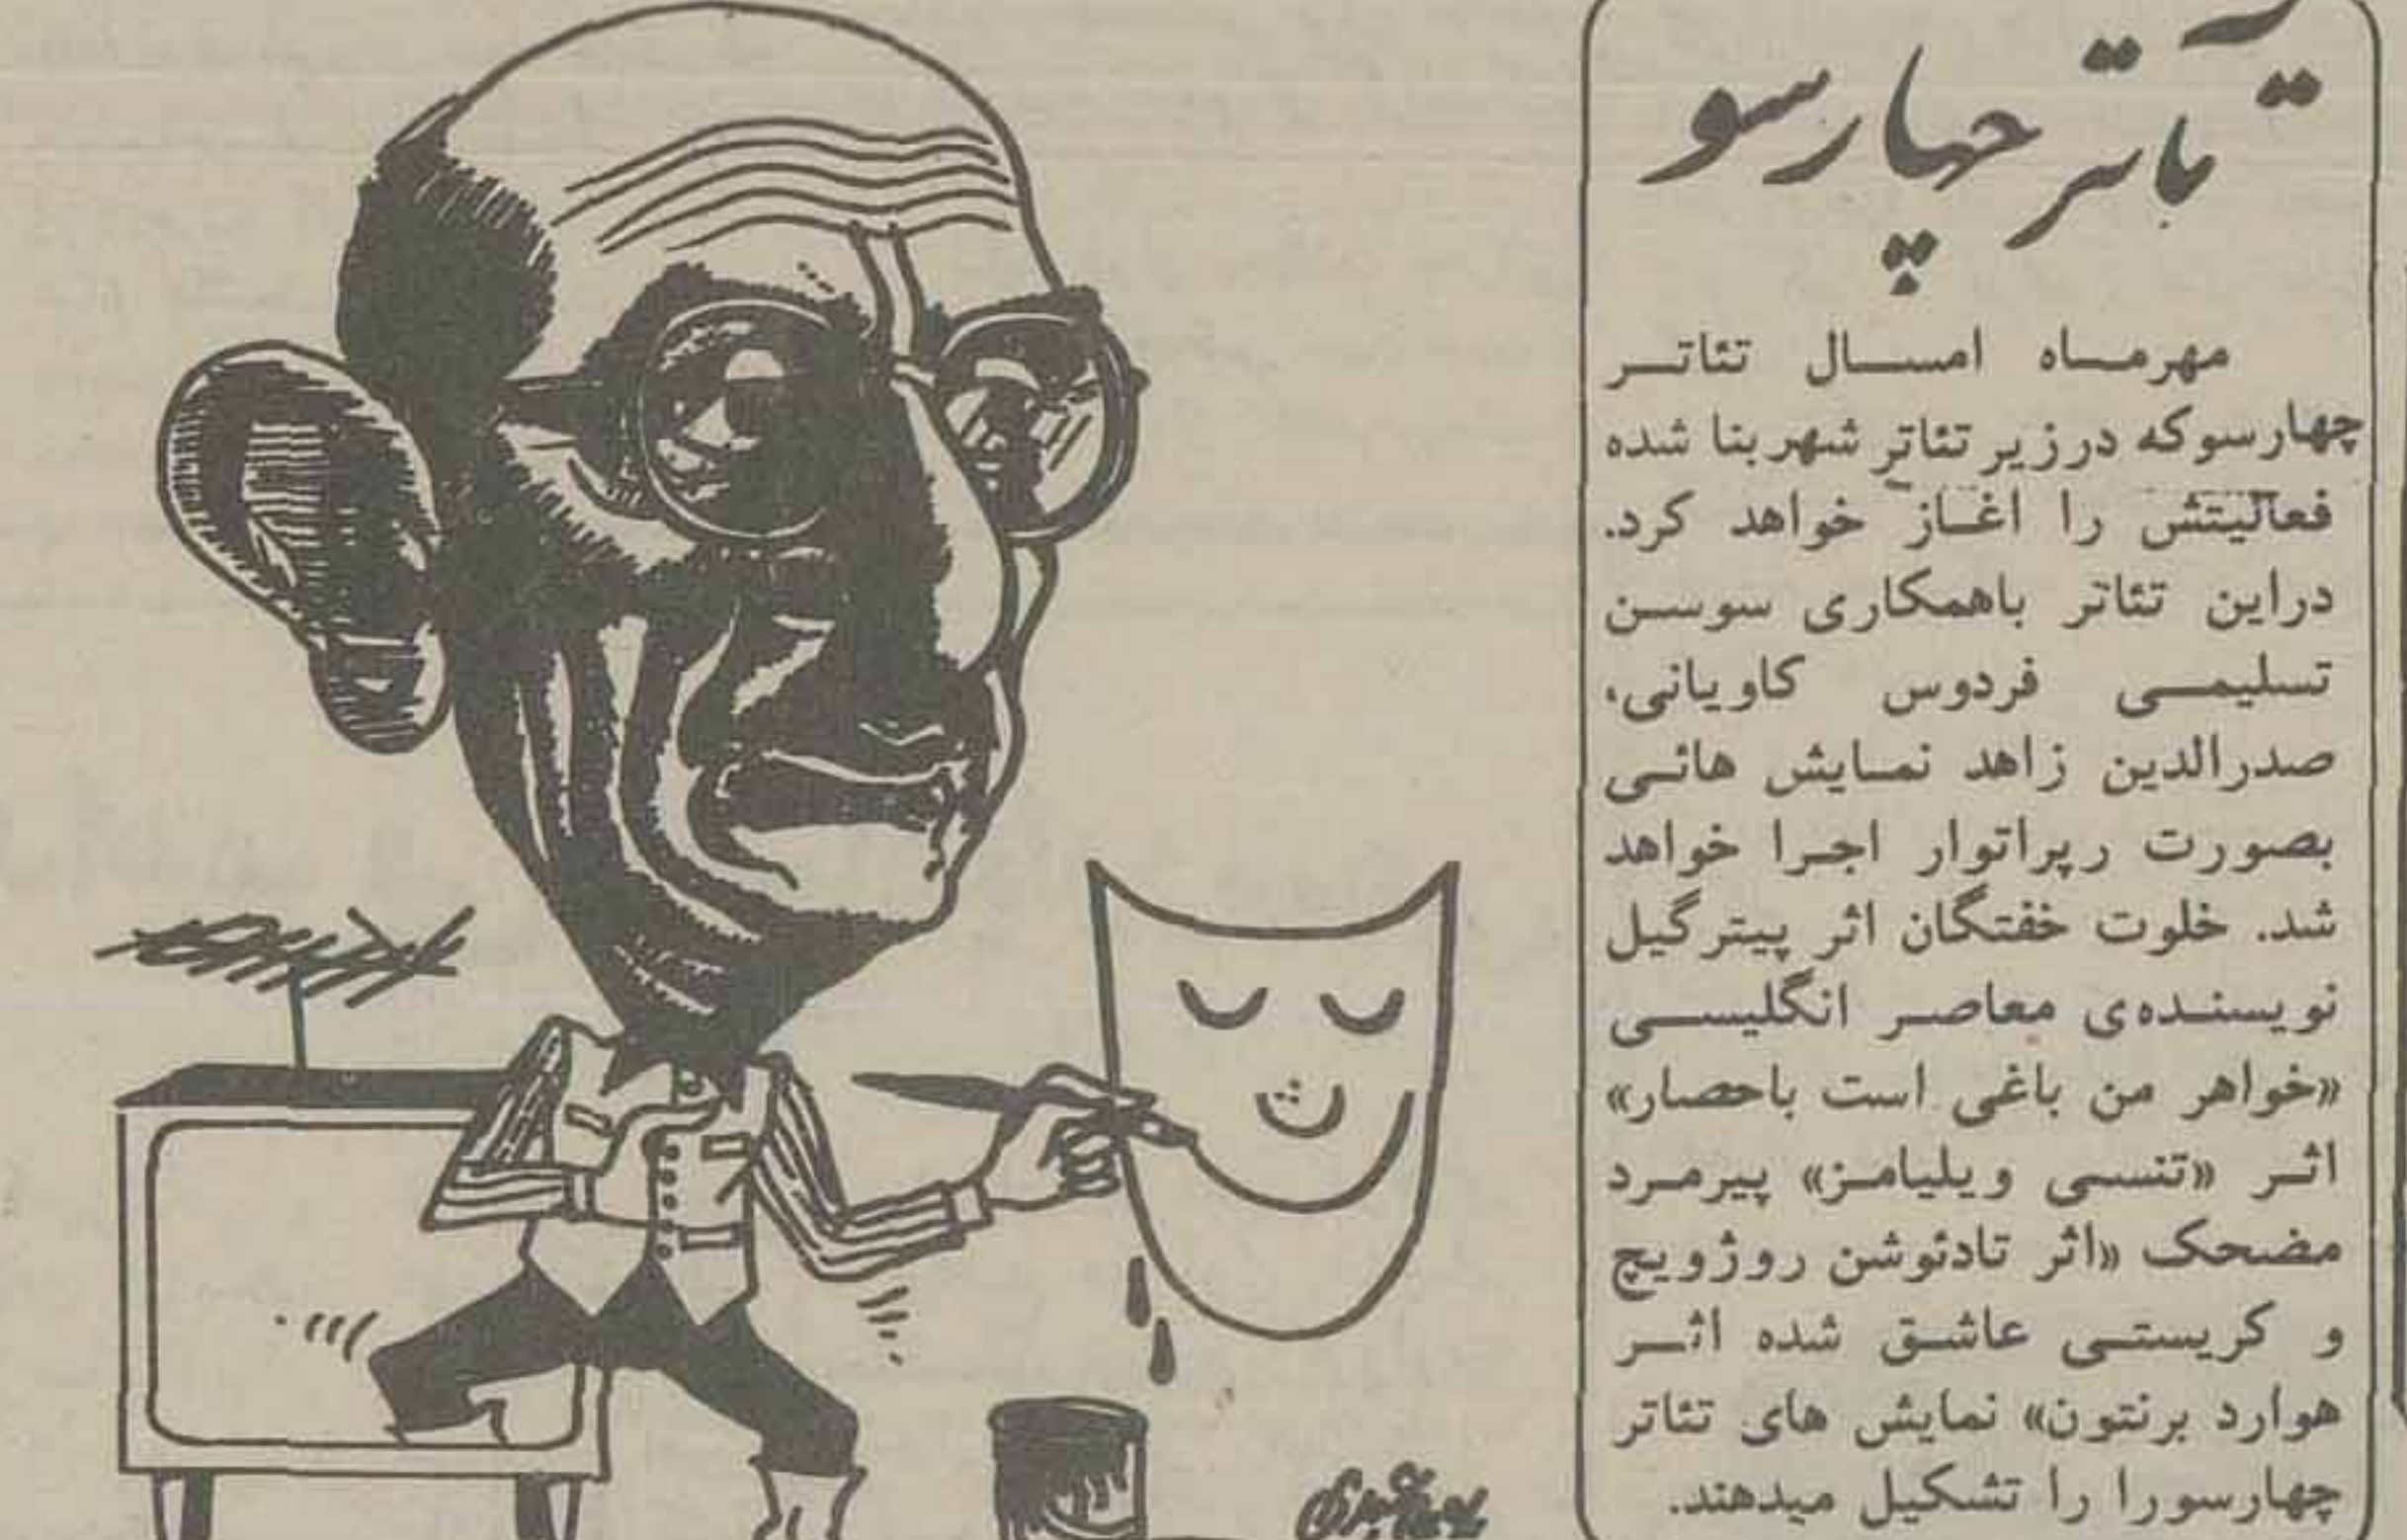 تآتر چهارسو
مهرماه امسال تئاتر
چهارسوکه درزیر تئاتر شهر بنا شده
فعالیتش را اغاز خواهد کرد.
دراین تئاتر باهمکاری سوسن
تسلیمی فردوس کاویانی،
صدرالدین زاهد نمایش هائی
بصورت رپراتوار اجرا خواهد
شد. خلوت خفتگان اثر پیترگیل
نویسنده‌ی معاصر انگلیسی
«خواهر من باغی است باحصار»
اثر «تنسی ویلیامز» پیرمرد
مضحک «اثر تادئوشن روژویچ
و کریستی عاشق شده اثر
هوارد برنتون» نمایش های تئاتر
چهارسورا را تشکیل میدهند.